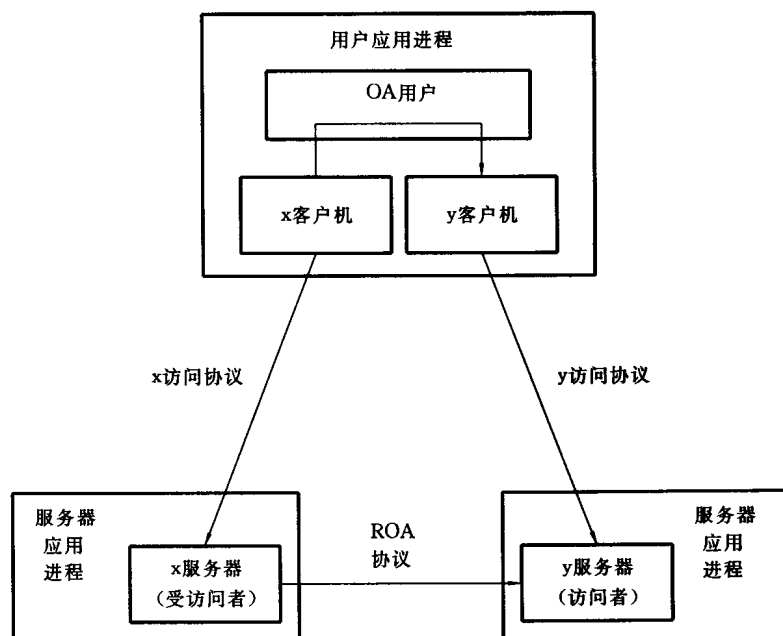 用户应用进程
OA用户
x客户机
y客户机
x访问协议
y访问协议
服务器
应用
进程
x服务器
（受访问者）
ROA
协议
y服务器
（访问者）
服务器
应用
进程